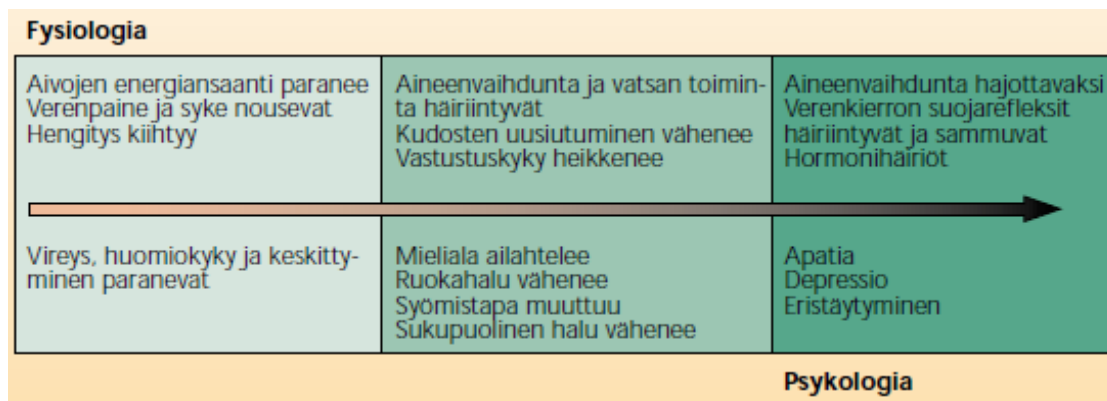 Fysiologia
Aivojen energiansaanti paranee
Verenpaine ja syke nousevat
Hengitys kiihtyy
Aineenvaihdunta ja vatsan toimin-
ta häiriintyvät
Kudosten uusiutuminen vähenee
Vastustuskyky heikkenee
Aineenvaihdunta hajottavaksi
Verenkierron suojarefleksit
häiriintyvät ja sammuvat
Hormonihäiriöt
Vireys, huomiokyky ja keskitty-
minen paranevat
Mieliala ailahtelee
Ruokahalu vähenee
Syömistapa muuttuu
Sukupuolinen halu vähenee
Apatia
Depressio
Eristäytyminen
Psykologia